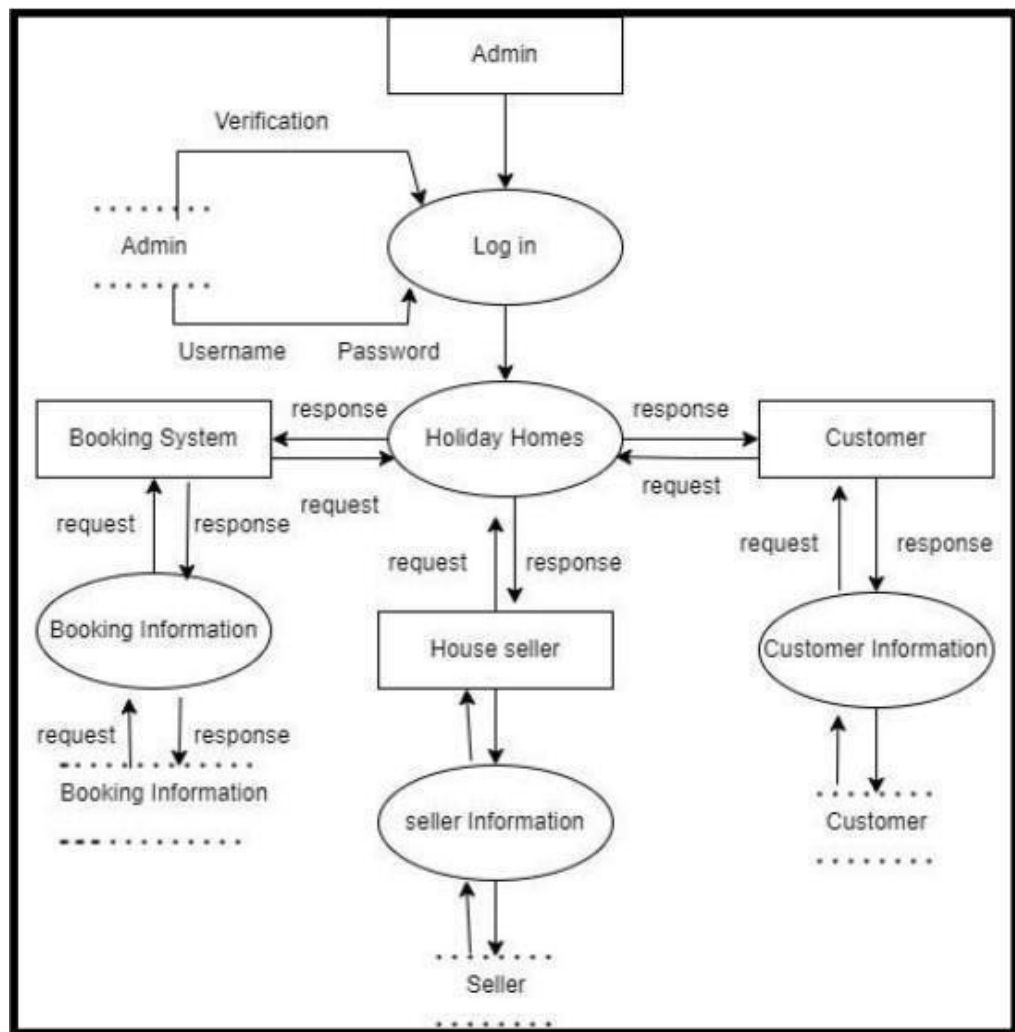 Admin
Verification
Admin
Log in
Username Password
response
response
Booking System
Holiday Homes
Customer
request
request
request
response
request
response
request
response
Booking Information
House seller
Customer Information
request
response
Booking Information
seller Information
Customer
Seller